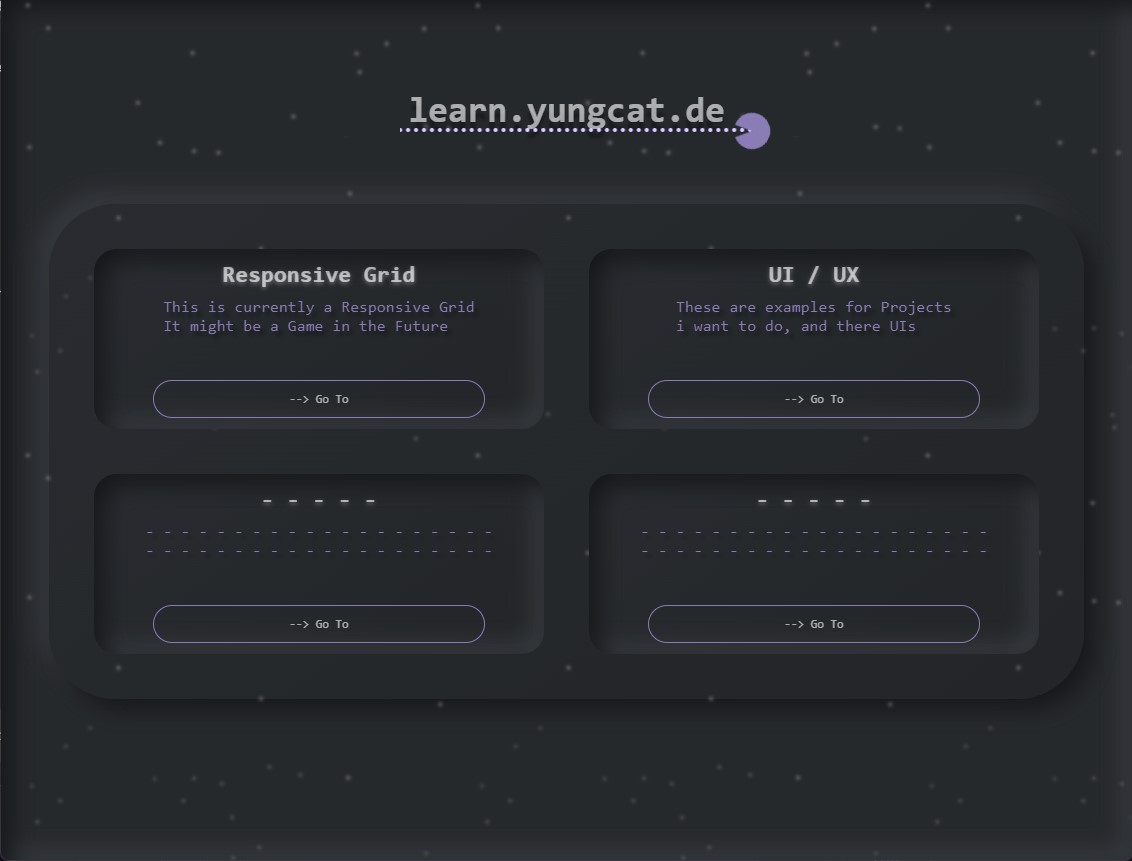 learn.yungcat.de
Responsive Grid
This is currently a Responsive Grid
It might be a Game in the Future
--> Go To
UI / UX
These are examples for Projects
i want to do, and there UIs
--> Go To
- - - - -
- - - - - - - - - - - - - - - - - - - -
- - - - - - - - - - - - - - - - - - - -
--> Go To
- - - - -
- - - - - - - - - - - - - - - - - - - -
- - - - - - - - - - - - - - - - - - - -
--> Go To